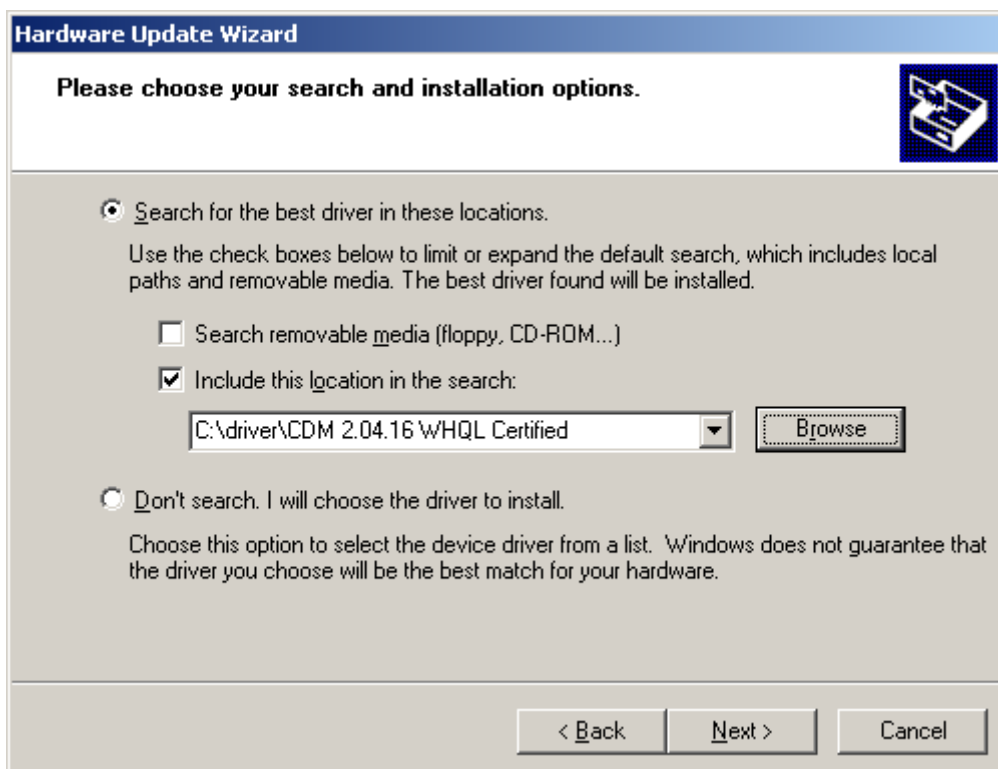 Hardware Update Wizard
Please choose your search and installation options.
Search for the best driver in these locations.
Use the check boxes below to limit or expand the default search, which includes local
paths and removable media. The best driver found will be installed.
Search removable media (floppy, CD-ROM...)
Include this location in the search:
C:\driver\CDM 2.04.16 WHQL Certified
Browse
Don't search. I will choose the driver to install.
Choose this option to select the device driver from a list.  Windows does not guarantee that
the driver you choose will be the best match for your hardware.
< Back
Next >
Cancel